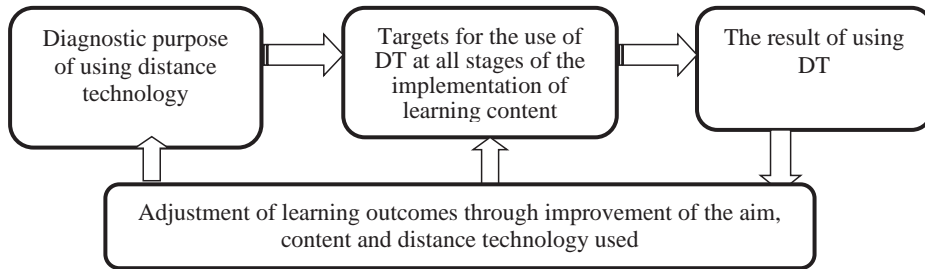 Diagnostic purpose
of using distance
technology
Targets for the use of
DT at all stages of the
implementation of
learning content
The result of using
DT
Adjustment of learning outcomes through improvement of the aim,
content and distance technology used